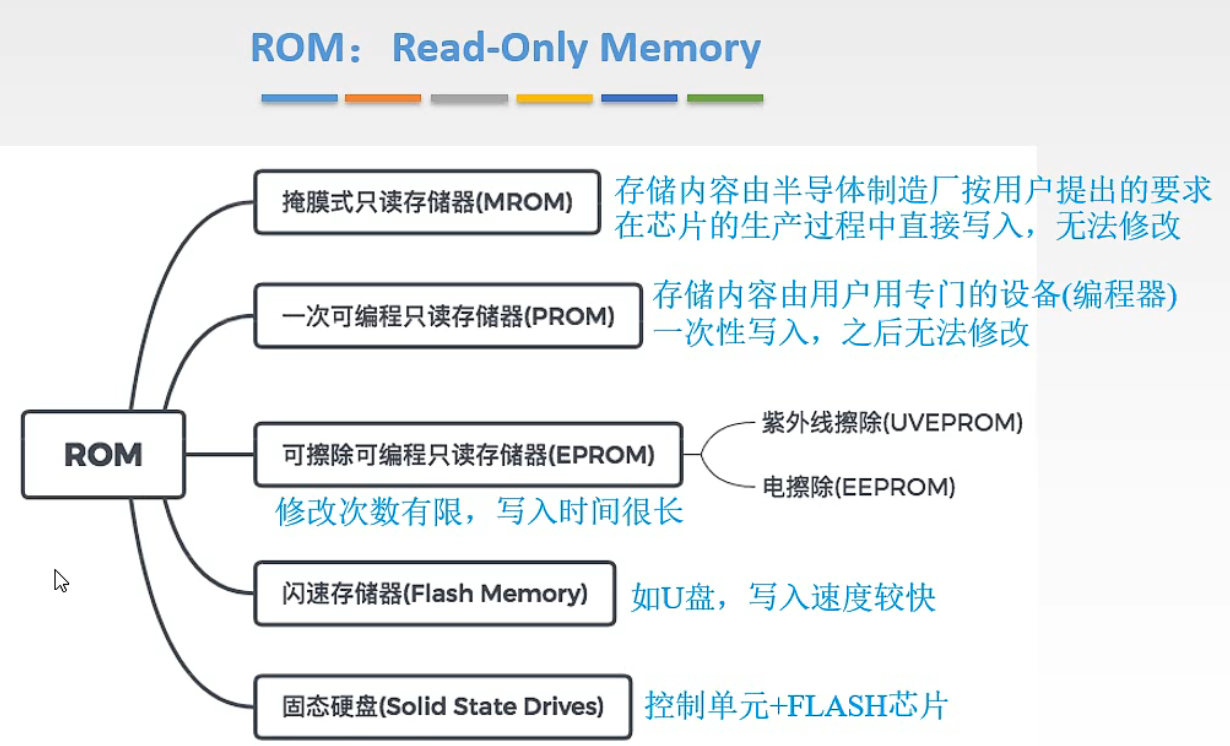 ROM： Read-Only Memory
掩膜式只读存储器(MROM)
存储内容由半导体制造厂按用户提出的要求
在芯片的生产过程中直接写入，无法修改
一次可编程只读存储器(PROM)
存储内容由用户用专门的设备(编程器)
一次性写入，之后无法修改
ROM
可擦除可编程只读存储器(EPROM)
紫外线擦除(UVEPROM)
电擦除(EEPROM)
修改次数有限，写入时间很长
闪速存储器(Flash Memory)
如U盘，写入速度较快
固态硬盘(Solid State Drives)
控制单元+FLASH芯片